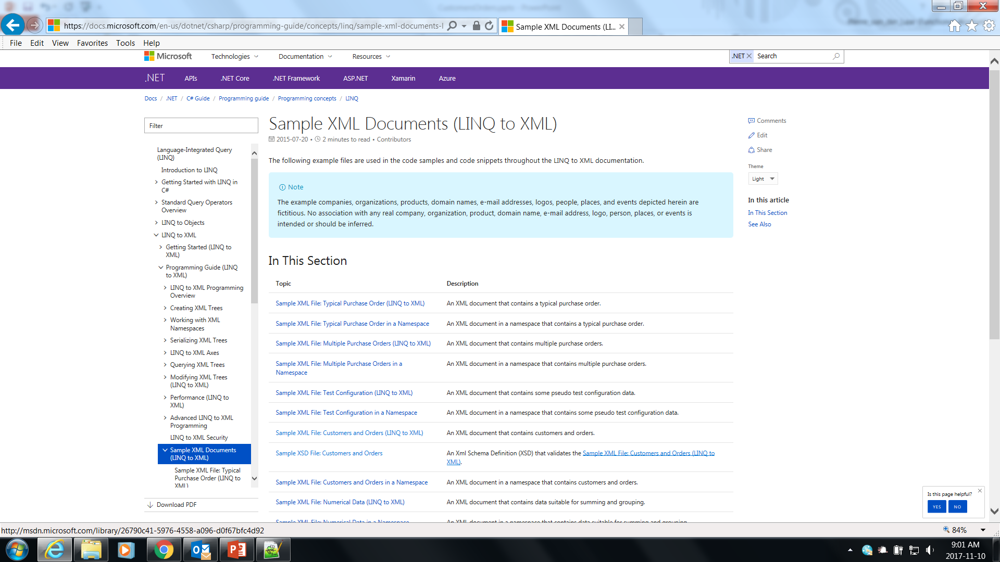 CustomersOrders.pptx - PowerPoint
https://docs.microsoft.com/en-us/dotnet/csharp/programming-guide/concepts/linq/sample-xml-documents-l
Sample XML Documents (LI...
File Edit View Favorites Tools Help
Microsoft Technologies Documentation Resources
.NET Search
.NET APIs .NET Core .NET Framework ASP.NET Xamarin Azure
Docs / .NET / C# Guide / Programming guide / Programming concepts / LINQ
Filter
Language-Integrated Query
(LINQ)
Introduction to LINQ
Getting Started with LINQ in
C#
Standard Query Operators
Overview
LINQ to Objects
LINQ to XML
Getting Started (LINQ to
XML)
Programming Guide (LINQ
to XML)
LINQ to XML Programming
Overview
Creating XML Trees
Working with XML
Namespaces
Serializing XML Trees
LINQ to XML Axes
Querying XML Trees
Modifying XML Trees
(LINQ to XML)
Performance (LINQ to
XML)
Advanced LINQ to XML
Programming
LINQ to XML Security
Sample XML Documents
(LINQ to XML)
Sample XML File: Typical
Purchase Order (LINQ to
XML)
Download PDF
Sample XML Documents (LINQ to XML)
2015-07-20 • 2 minutes to read • Contributors
The following example files are used in the code samples and code snippets throughout the LINQ to XML documentation.
Note
The example companies, organizations, products, domain names, e-mail addresses, logos, people, places, and events depicted herein are
fictitious. No association with any real company, organization, product, domain name, e-mail address, logo, person, places, or events is
intended or should be inferred.
In This Section
Topic Description
Sample XML File: Typical Purchase Order (LINQ to XML) An XML document that contains a typical purchase order.
Sample XML File: Typical Purchase Order in a Namespace An XML document in a namespace that contains a typical purchase order.
Sample XML File: Multiple Purchase Orders (LINQ to XML) An XML document that contains multiple purchase orders.
Sample XML File: Multiple Purchase Orders in a An XML document in a namespace that contains multiple purchase orders.
Namespace
Sample XML File: Test Configuration (LINQ to XML) An XML document that contains some pseudo test configuration data.
Sample XML File: Test Configuration in a Namespace An XML document in a namespace that contains some pseudo test configuration data.
Sample XML File: Customers and Orders (LINQ to XML) An XML document that contains customers and orders.
Sample XSD File: Customers and Orders An Xml Schema Definition (XSD) that validates the Sample XML File: Customers and Orders (LINQ to
XML).
Sample XML File: Customers and Orders in a Namespace An XML document in a namespace that contains customers and orders.
Sample XML File: Numerical Data (LINQ to XML) An XML document that contains data suitable for summing and grouping.
Sample XML File: Numerical Data in a Namespace An XML document in a namespace that contains data suitable for summing and grouping.
Comments
Edit
Share
Theme
Light
In this article
In This Section
See Also
Is this page helpful?
YES NO
http://msdn.microsoft.com/library/26790c41-5976-4558-a096-d0f67bfc4d92
84%
9:01 AM
2017-11-10